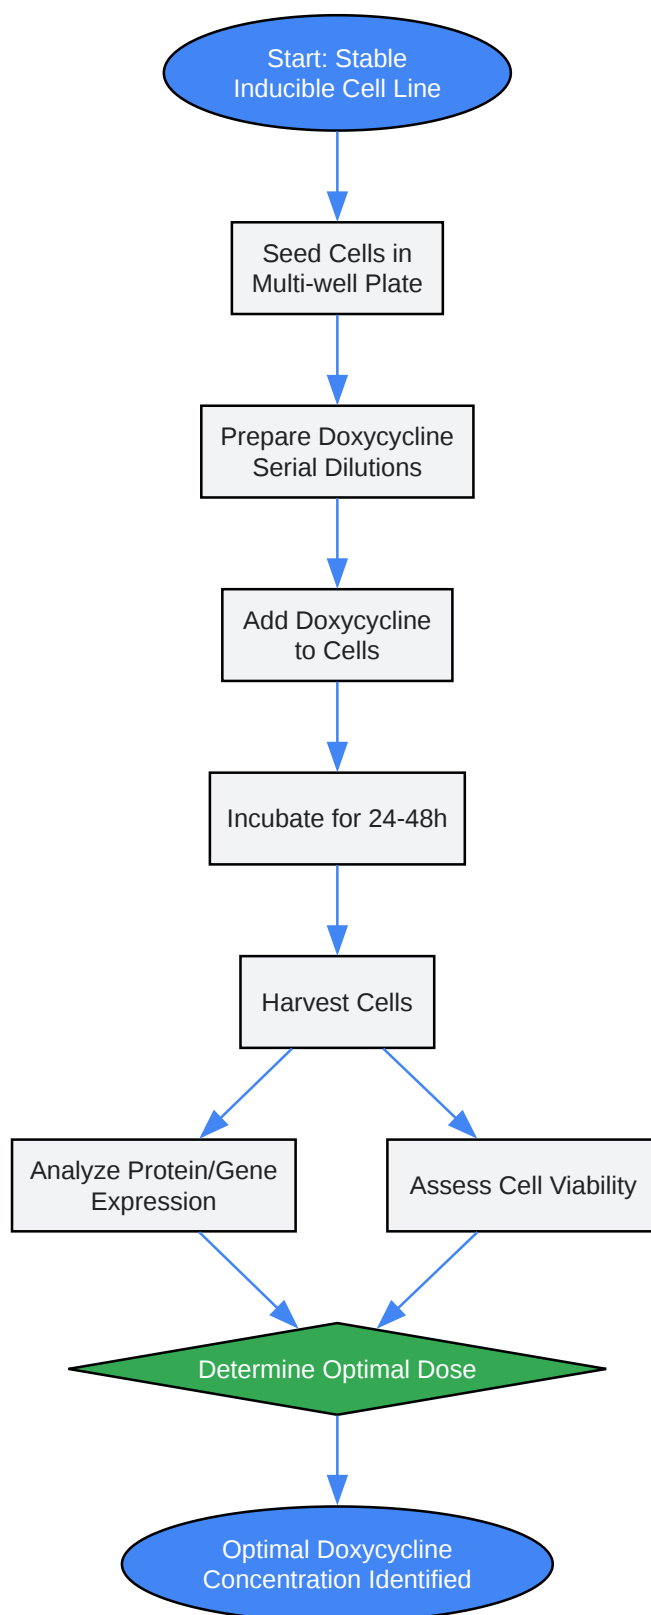 Start: Stable
Inducible Cell Line
Seed Cells in
Multi-well Plate
Prepare Doxycycline
Serial Dilutions
Add Doxycycline
to Cells
Incubate for 24-48h
Harvest Cells
Analyze Protein/Gene
Expression
Assess Cell Viability
Determine Optimal Dose
Optimal Doxycycline
Concentration Identified